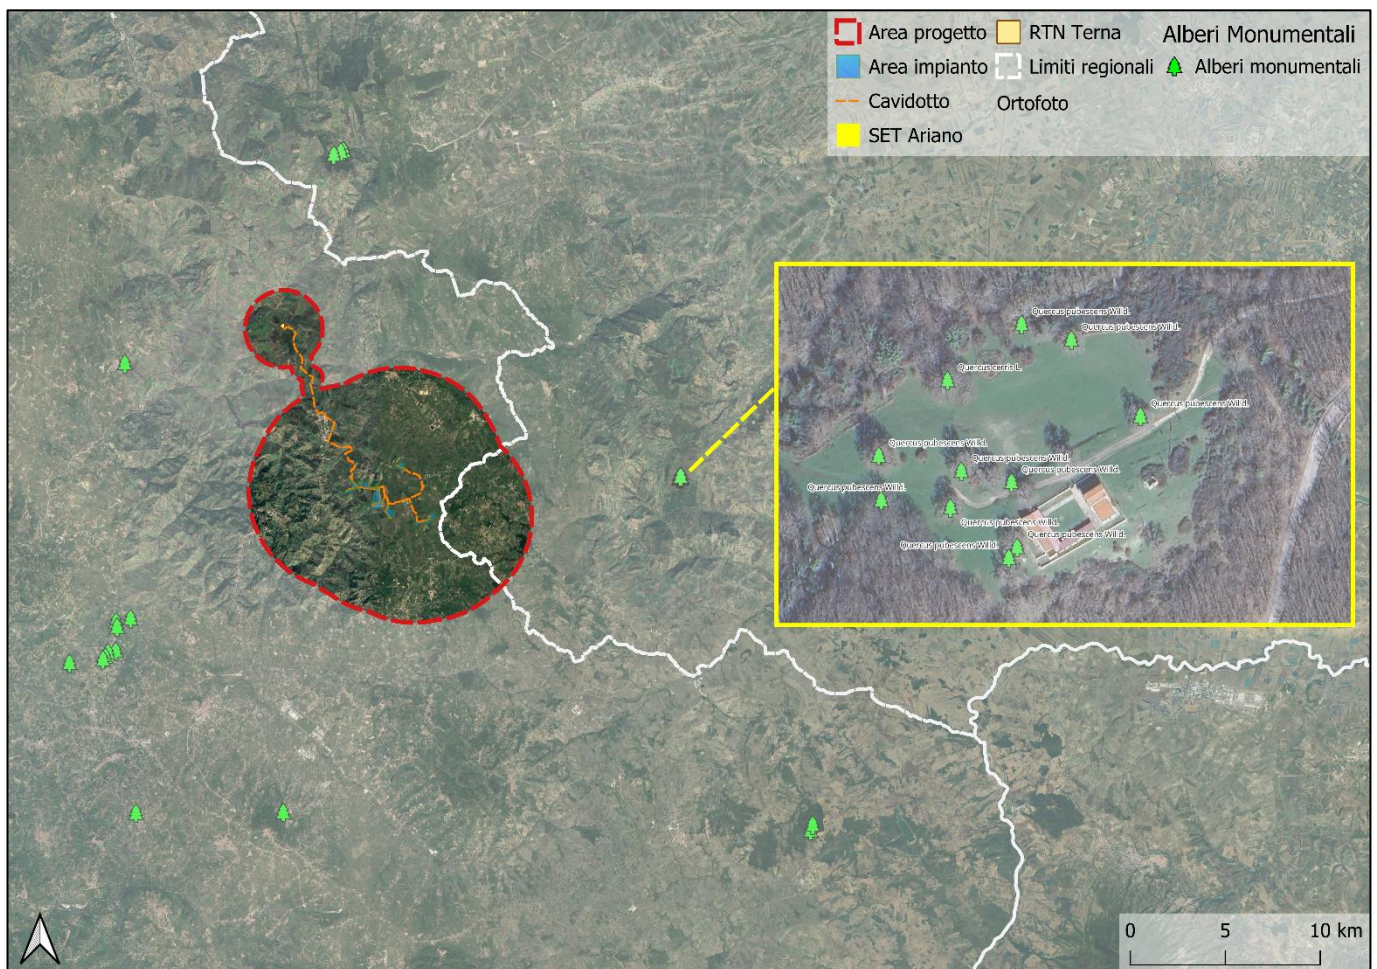 Area progetto
RTN Terna
Alberi Monumentali
Area impianto
Limiti regionali
Alberi monumentali
Cavidotto
Ortofoto
SET Ariano
Quercus pubescens Willd.
Quercus pubescens Willd.
Quercus cerris L.
Quercus pubescens Willd.
Quercus pubescens Willd.
Quercus pubescens Willd.
Quercus pubescens Willd.
Quercus pubescens Willd.
Quercus pubescens Willd.
Quercus pubescens Willd.
Quercus pubescens Willd.
0 5 10 km